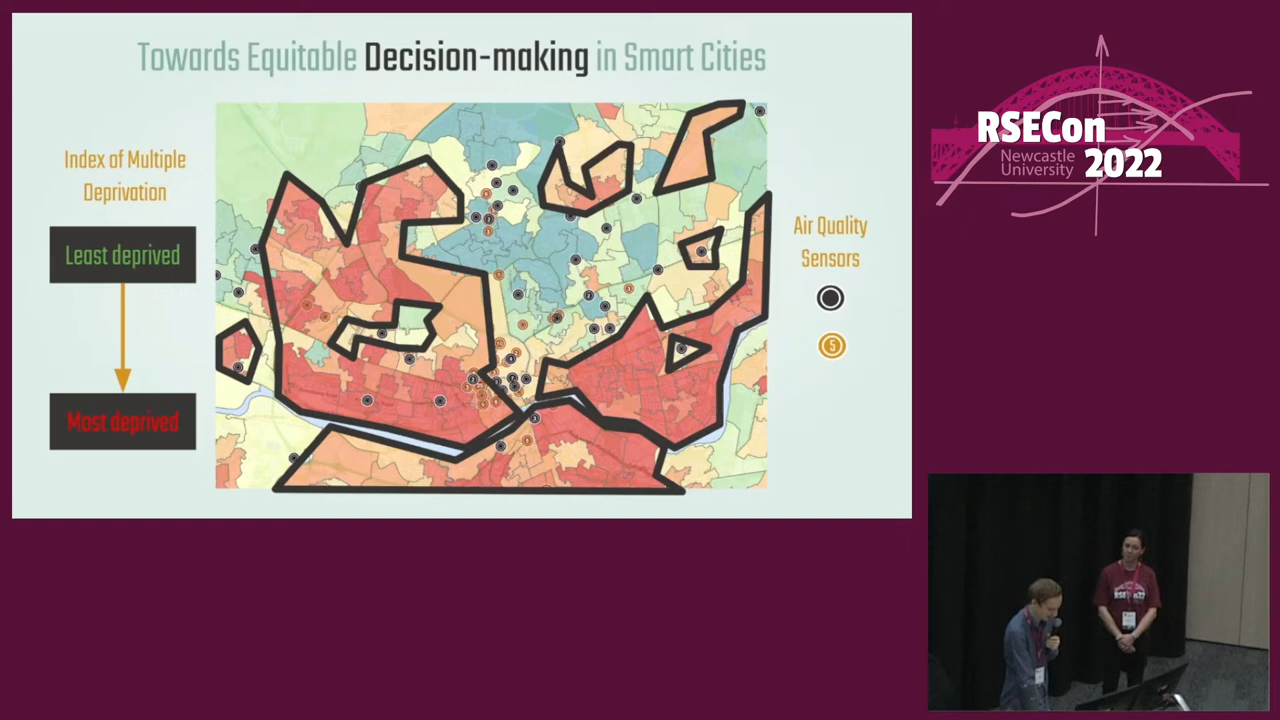 Towards Equitable Decision-making in Smart Cities
Index of Multiple
Deprivation
Least deprived
Most deprived
Air Quality
Sensors
5
RSECon
Newcastle
University
2022